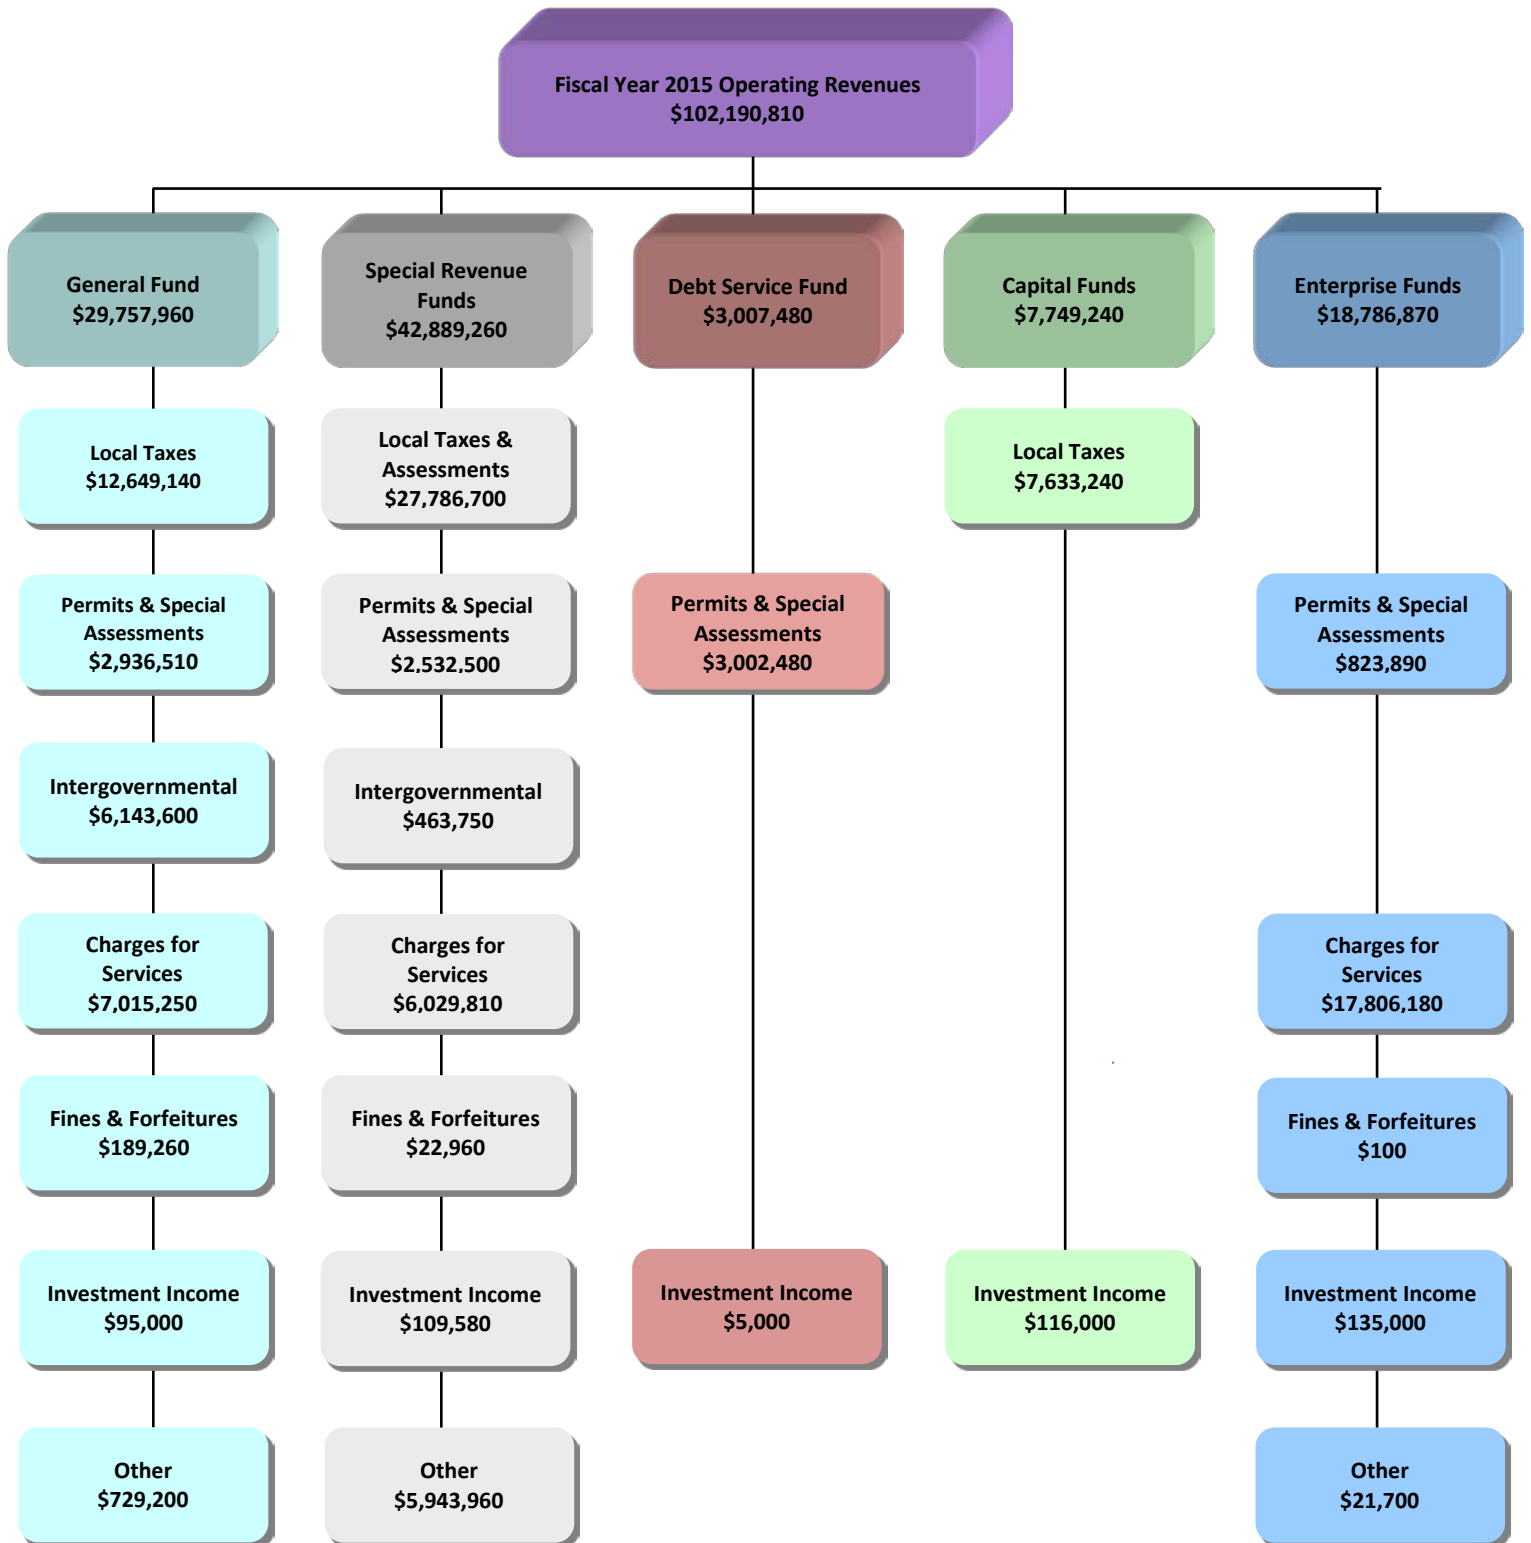 Fiscal Year 2015 Operating Revenues
$102,190,810
General Fund
$29,757,960
Special Revenue
Funds
$42,889,260
Debt Service Fund
$3,007,480
Capital Funds
$7,749,240
Enterprise Funds
$18,786,870
Local Taxes
$12,649,140
Local Taxes &
Assessments
$27,786,700
Local Taxes
$7,633,240
Permits & Special
Assessments
$2,936,510
Permits & Special
Assessments
$2,532,500
Permits & Special
Assessments
$3,002,480
Permits & Special
Assessments
$823,890
Intergovernmental
$6,143,600
Intergovernmental
$463,750
Charges for
Services
$7,015,250
Charges for
Services
$6,029,810
Charges for
Services
$17,806,180
Fines & Forfeitures
$189,260
Fines & Forfeitures
$22,960
Fines & Forfeitures
$100
Investment Income
$95,000
Investment Income
$109,580
Investment Income
$5,000
Investment Income
$116,000
Investment Income
$135,000
Other
$729,200
Other
$5,943,960
Other
$21,700